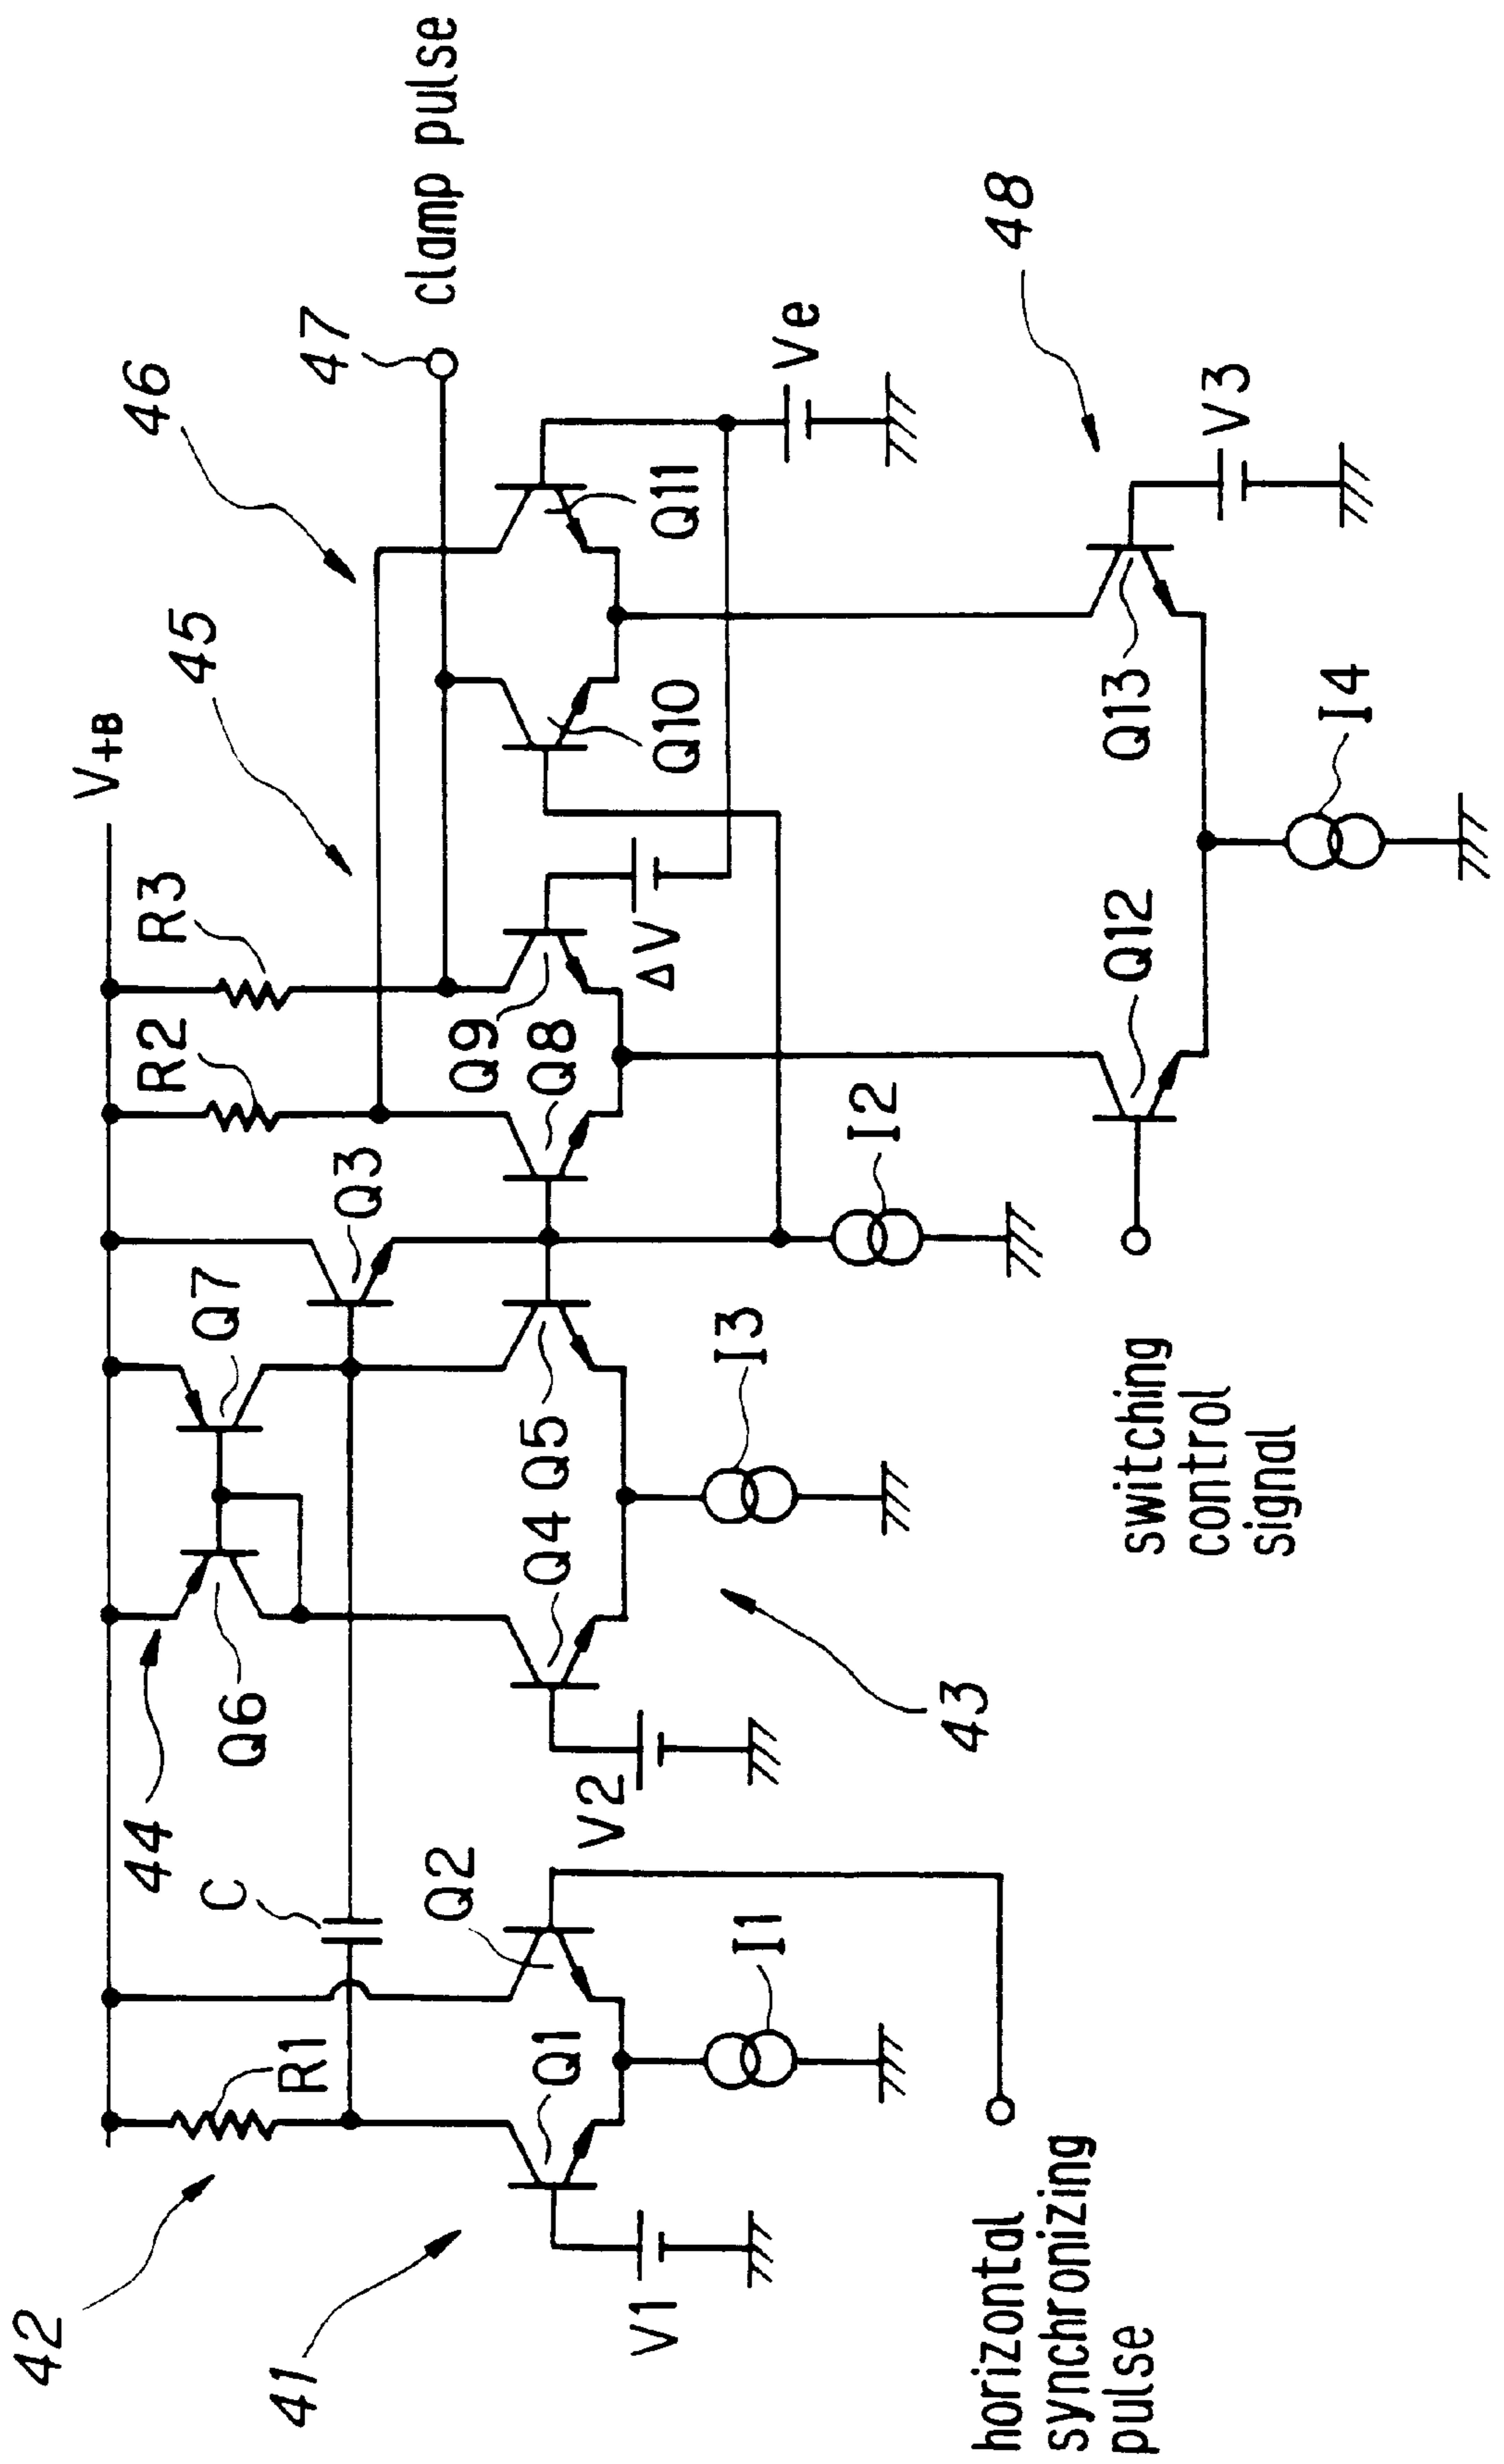 42
41
44
43
45
46
47
48
V+B
R1
C
Q6
Q7
Q3
R2
R3
clamp pulse
Q1
Q2
Q4
Q5
Q8
Q9
Q10
Q11
V1
I1
V2
I3
I2
ΔV
Ve
Q12
Q13
V3
I4
horizontal
synchronizing
pulse
switching
control
signal